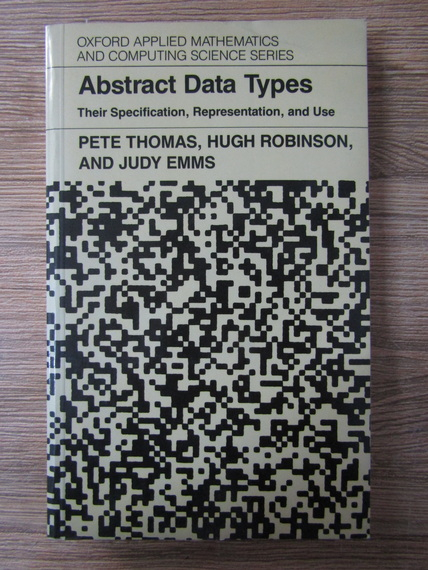 OXFORD APPLIED MATHEMATICS
AND COMPUTING SCIENCE SERIES
Abstract Data Types
Their Specification, Representation, and Use
PETE THOMAS, HUGH ROBINSON,
AND JUDY EMMS